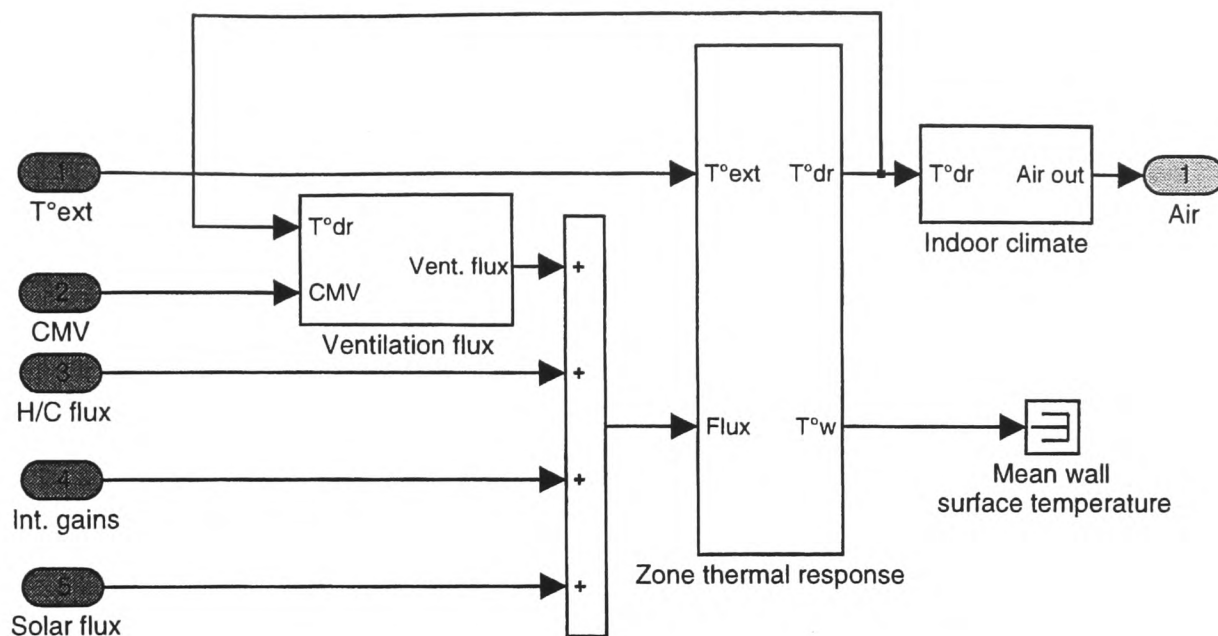 1
T°ext
2
CMV
3
H/C flux
4
Int. gains
5
Solar flux
T°dr
CMV
Vent. flux
Ventilation flux
+
+
+
+
T°ext
T°dr
Flux
T°w
Zone thermal response
T°dr
Air out
Indoor climate
1
Air
Mean wall
surface temperature